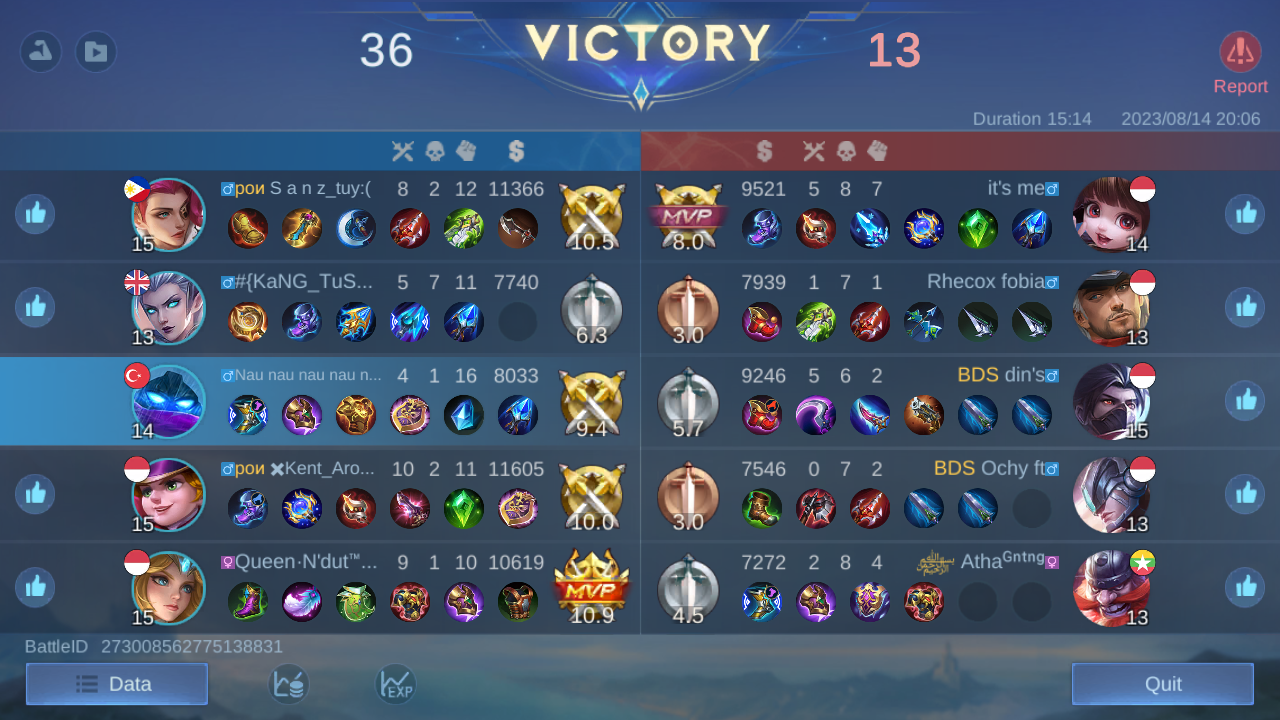 36 VICTORY 13
Report
Duration 15:14 2023/08/14 20:06
рои S a n z_tuy:( 8 2 12 11366
15 10.5
MVP 9521 5 8 7 it's me
8.0 14
#{KaNG_TuS... 5 7 11 7740
13 6.3
7939 1 7 1 Rhecox fobia
3.0 13
Nau nau nau nau n... 4 1 16 8033
14 9.4
9246 5 6 2 BDS din's
5.7 15
рои ✖Kent_Aro... 10 2 11 11605
15 10.0
7546 0 7 2 BDS Ochy ft
3.0 13
Queen·N'dut™... 9 1 10 10619
MVP
15 10.9
7272 2 8 4 ﷽ Atha ᴳⁿᵗⁿᵍ
4.5 13
BattleID 273008562775138831
Data EXP Quit